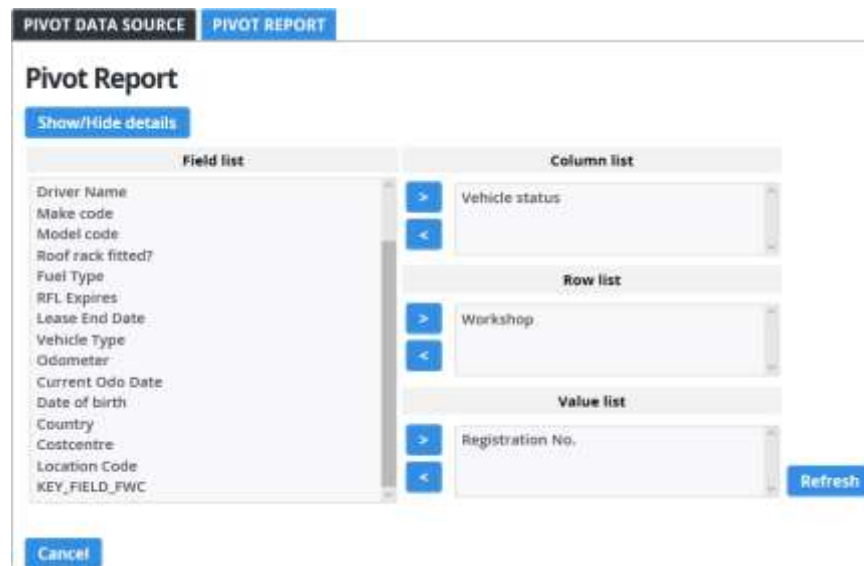 PIVOT DATA SOURCE PIVOT REPORT
Pivot Report
Show/Hide details
Field list
Driver Name
Make code
Model code
Roof rack fitted?
Fuel Type
RFL Expires
Lease End Date
Vehicle Type
Odometer
Current Odo Date
Date of birth
Country
Costcentre
Location Code
KEY_FIELD_FWC
Column list
>
<
Vehicle status
Row list
>
<
Workshop
Value list
>
<
Registration No.
Refresh
Cancel